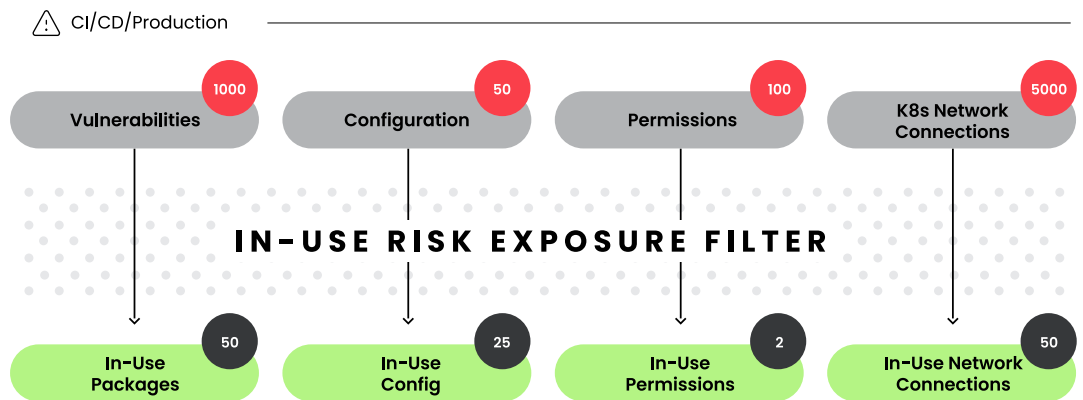 CI/CD/Production
1000
Vulnerabilities
50
Configuration
100
Permissions
5000
K8s Network
Connections
IN-USE RISK EXPOSURE FILTER
50
In-Use
Packages
25
In-Use
Config
2
In-Use
Permissions
50
In-Use Network
Connections